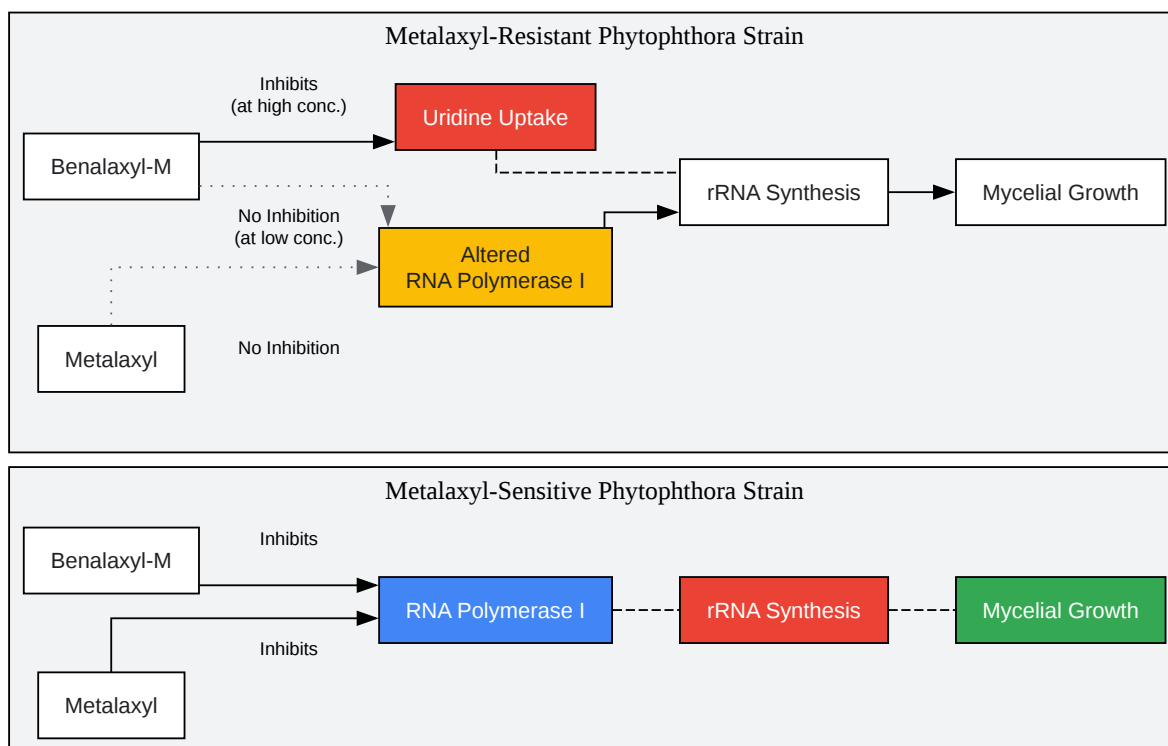 Metalaxyl-Resistant Phytophthora Strain
Inhibits
(at high conc.)
Uridine Uptake
Benalaxyl-M
rRNA Synthesis
Mycelial Growth
No Inhibition
(at low conc.)
Altered
RNA Polymerase I
Metalaxyl
No Inhibition
Metalaxyl-Sensitive Phytophthora Strain
Inhibits
Benalaxyl-M
RNA Polymerase I
rRNA Synthesis
Mycelial Growth
Inhibits
Metalaxyl